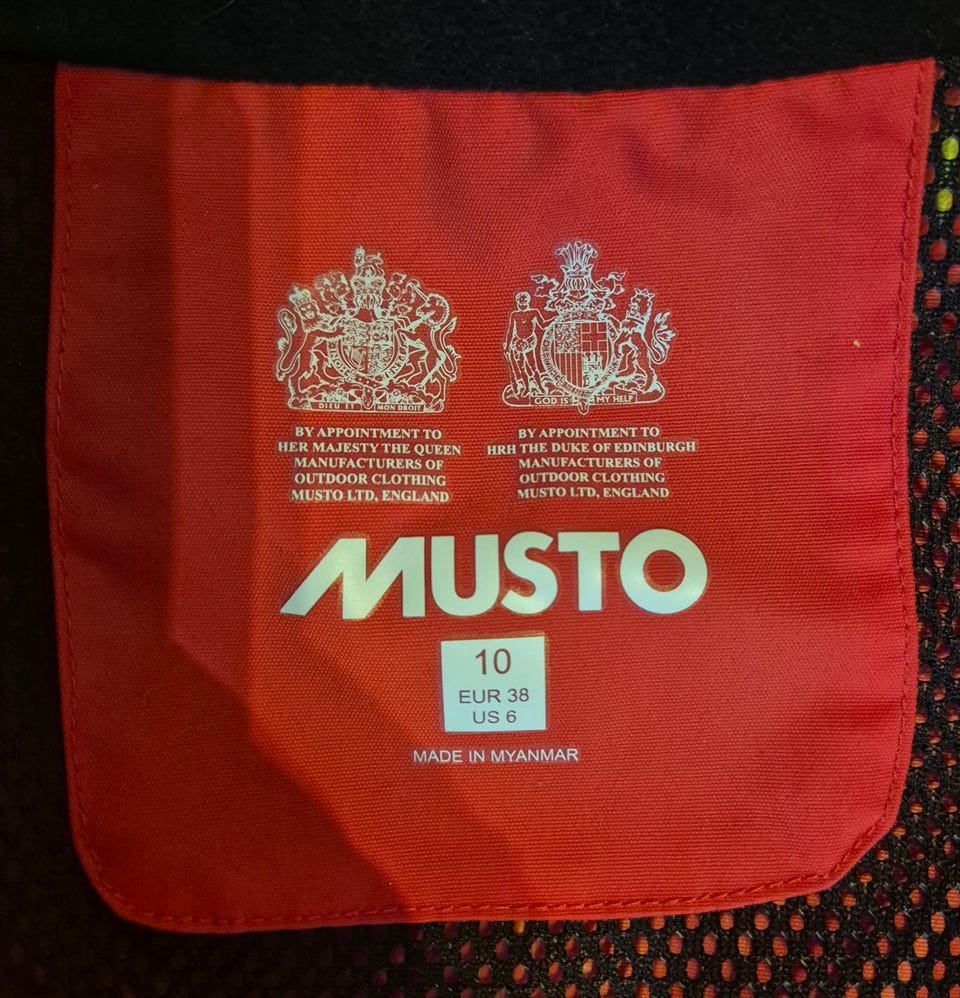 DIEU ET MON DROIT
BY APPOINTMENT TO
HER MAJESTY THE QUEEN
MANUFACTURERS OF
OUTDOOR CLOTHING
MUSTO LTD, ENGLAND
GOD IS MY HELP
BY APPOINTMENT TO
HRH THE DUKE OF EDINBURGH
MANUFACTURERS OF
OUTDOOR CLOTHING
MUSTO LTD, ENGLAND
MUSTO
10
EUR 38
US 6
MADE IN MYANMAR